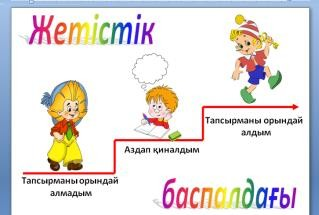 Жетістік
Тапсырманы орындай
алдым
Аздап қиналдым
Тапсырманы орындай
алмадым
баспалдағы